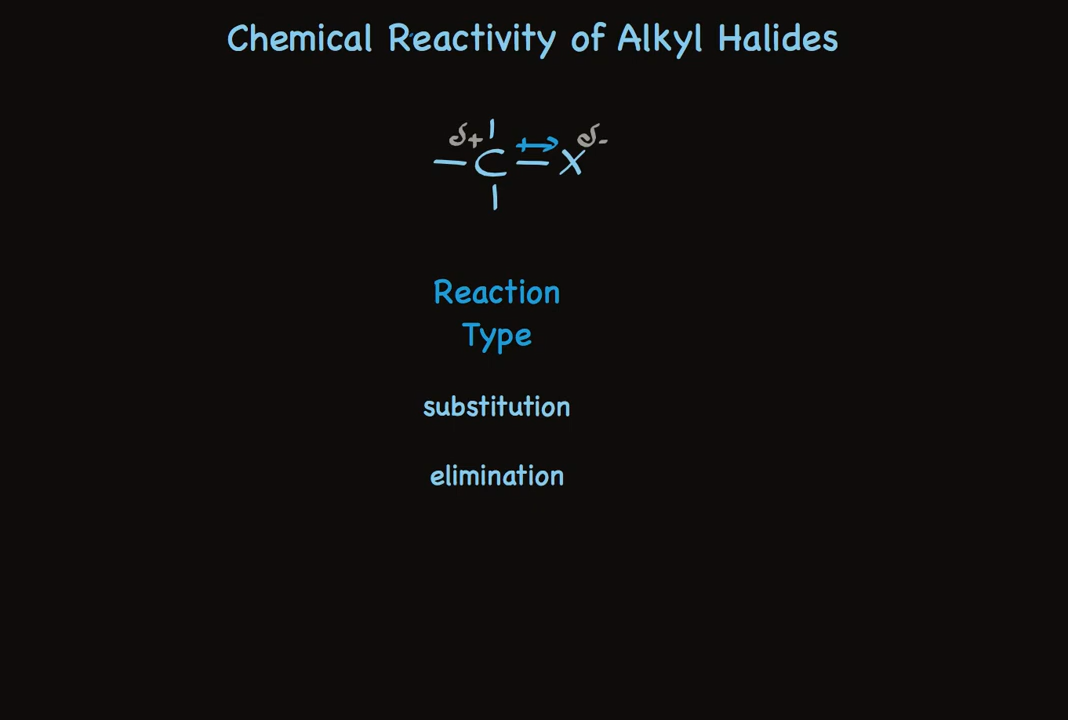 Chemical Reactivity of Alkyl Halides
δ+ δ-
C X
Reaction
Type
substitution
elimination